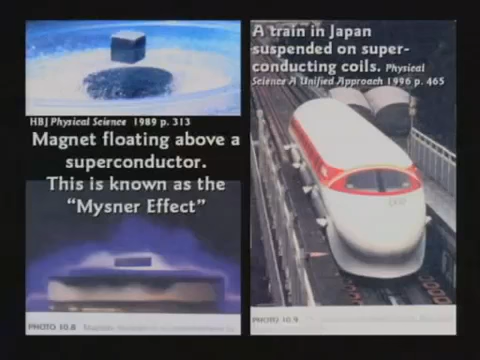 HBJ Physical Science 1989 p. 313
Magnet floating above a
superconductor.
This is known as the
“Mysner Effect”
PHOTO 10.8
A train in Japan
suspended on super-
conducting coils. Physical
Science A Unified Approach 1996 p. 465
PHOTO 10.9